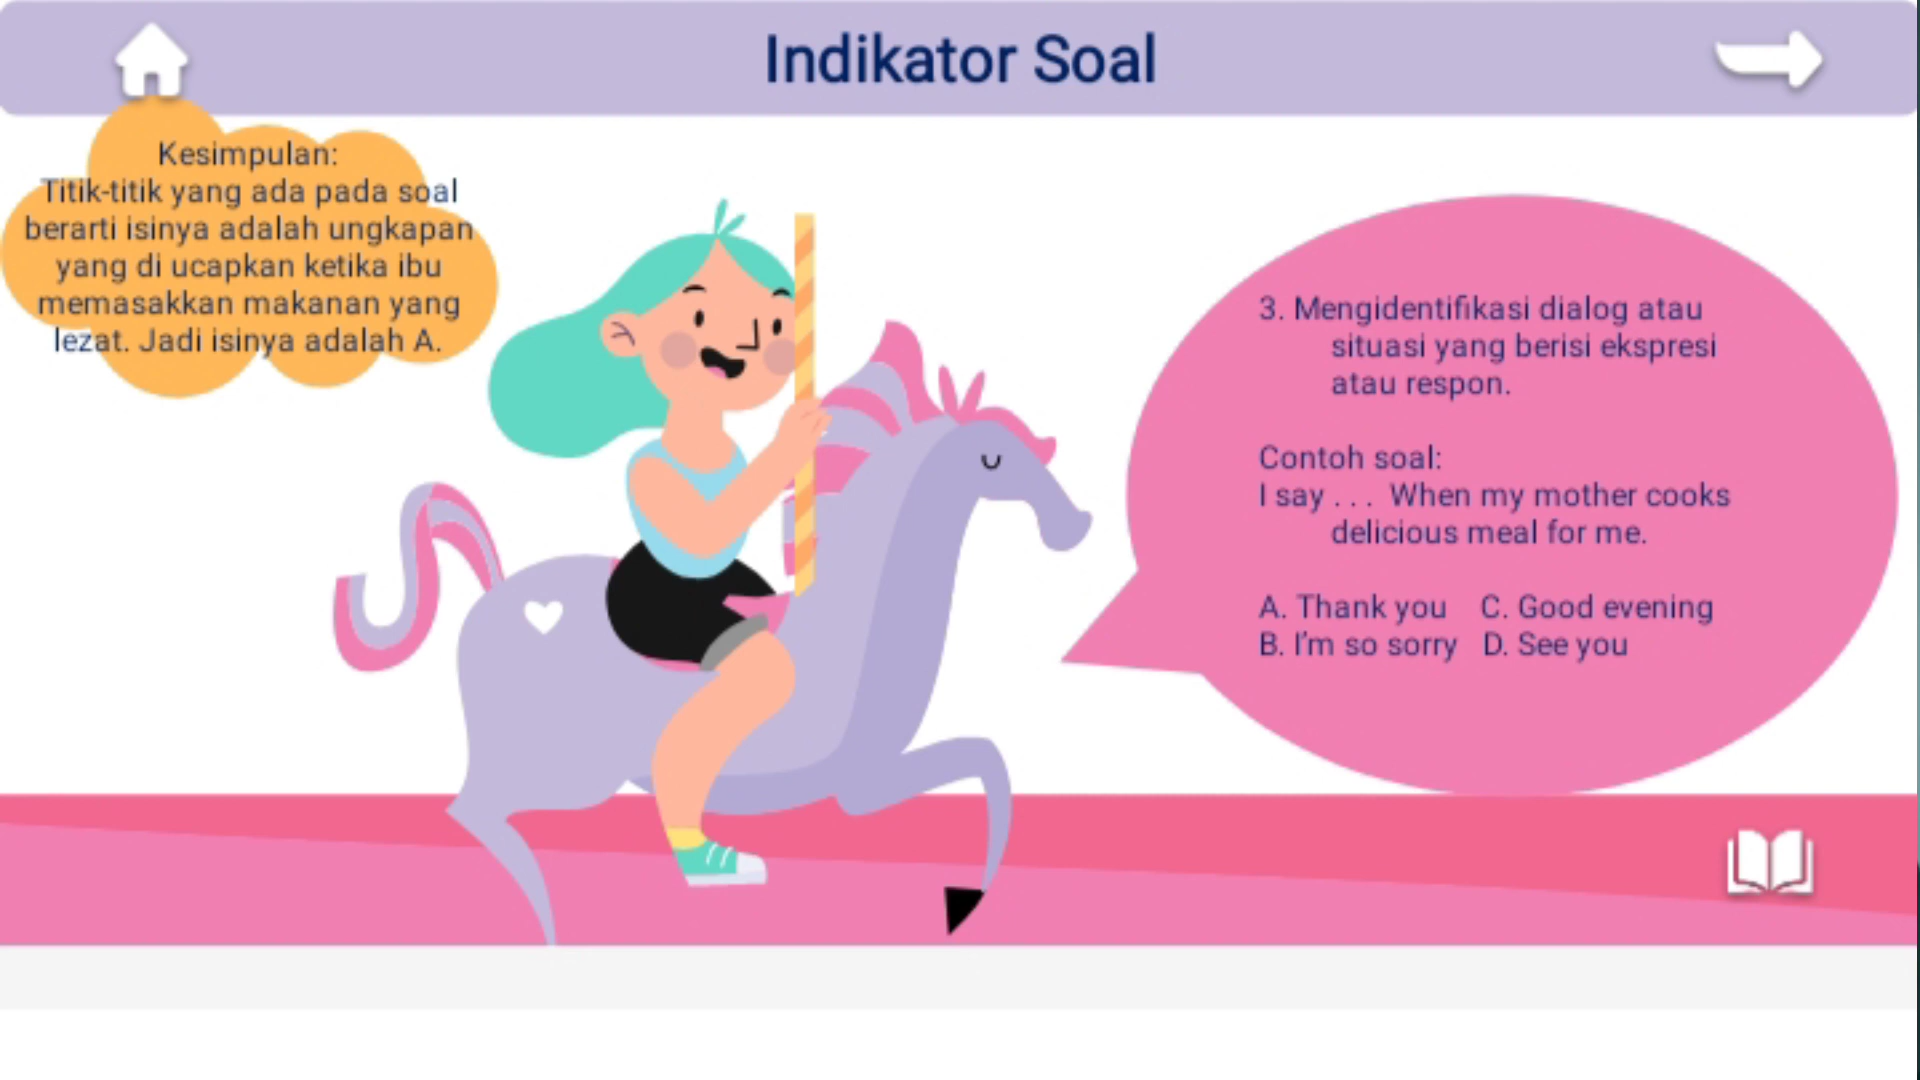 Indikator Soal
Kesimpulan:
Titik-titik yang ada pada soal
berarti isinya adalah ungkapan
yang di ucapkan ketika ibu
memasakkan makanan yang
lezat. Jadi isinya adalah A.
3. Mengidentifikasi dialog atau
situasi yang berisi ekspresi
atau respon.
Contoh soal:
I say . . . When my mother cooks
delicious meal for me.
A. Thank you C. Good evening
B. I'm so sorry D. See you